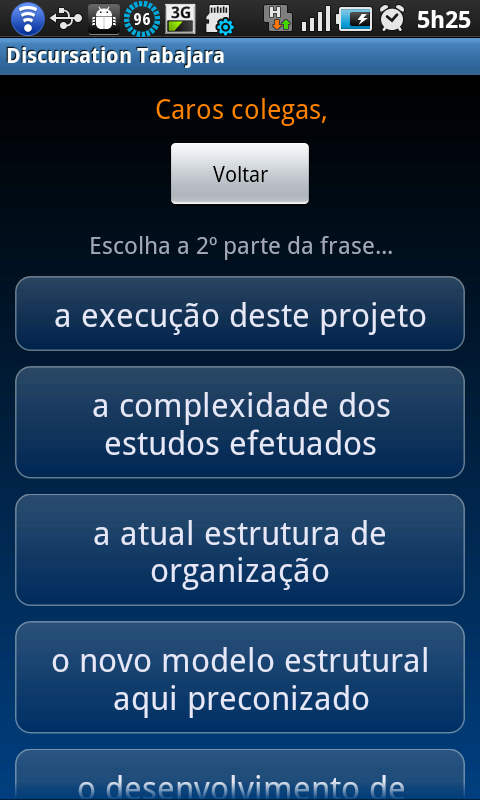 96 3G H 5h25
Discursation Tabajara
Caros colegas,
Voltar
Escolha a 2º parte da frase...
a execução deste projeto
a complexidade dos
estudos efetuados
a atual estrutura de
organização
o novo modelo estrutural
aqui preconizado
o desenvolvimento de